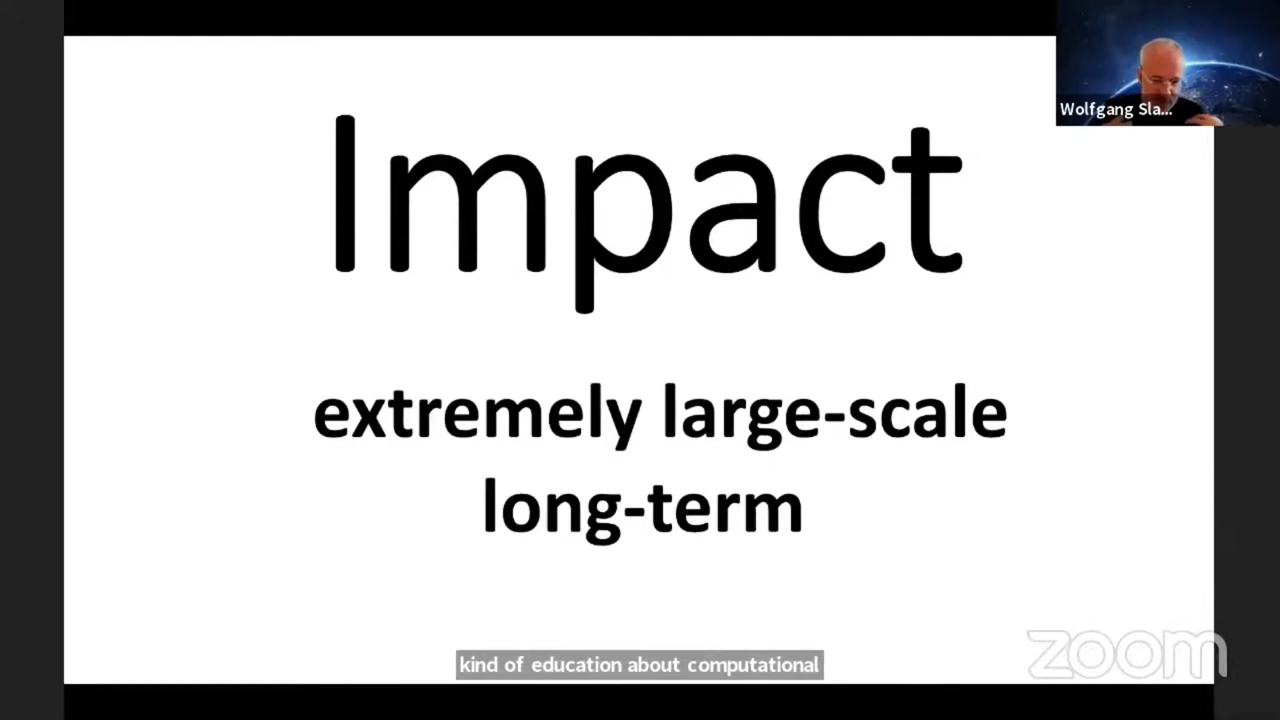 Wolfgang Sla...
Impact
extremely large-scale
long-term
kind of education about computational
zoom